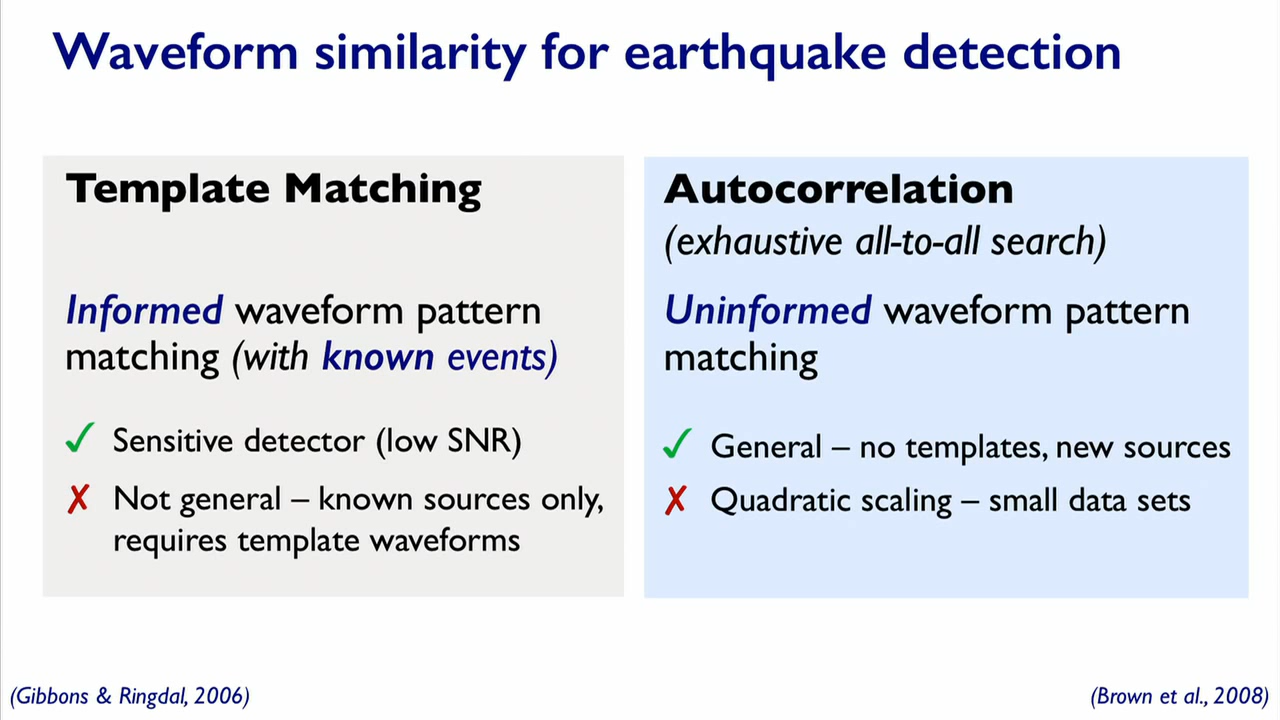 Waveform similarity for earthquake detection
Template Matching
Informed waveform pattern
matching (with known events)
✓ Sensitive detector (low SNR)
✗ Not general – known sources only,
requires template waveforms
Autocorrelation
(exhaustive all-to-all search)
Uninformed waveform pattern
matching
✓ General – no templates, new sources
✗ Quadratic scaling – small data sets
(Gibbons & Ringdal, 2006)
(Brown et al., 2008)